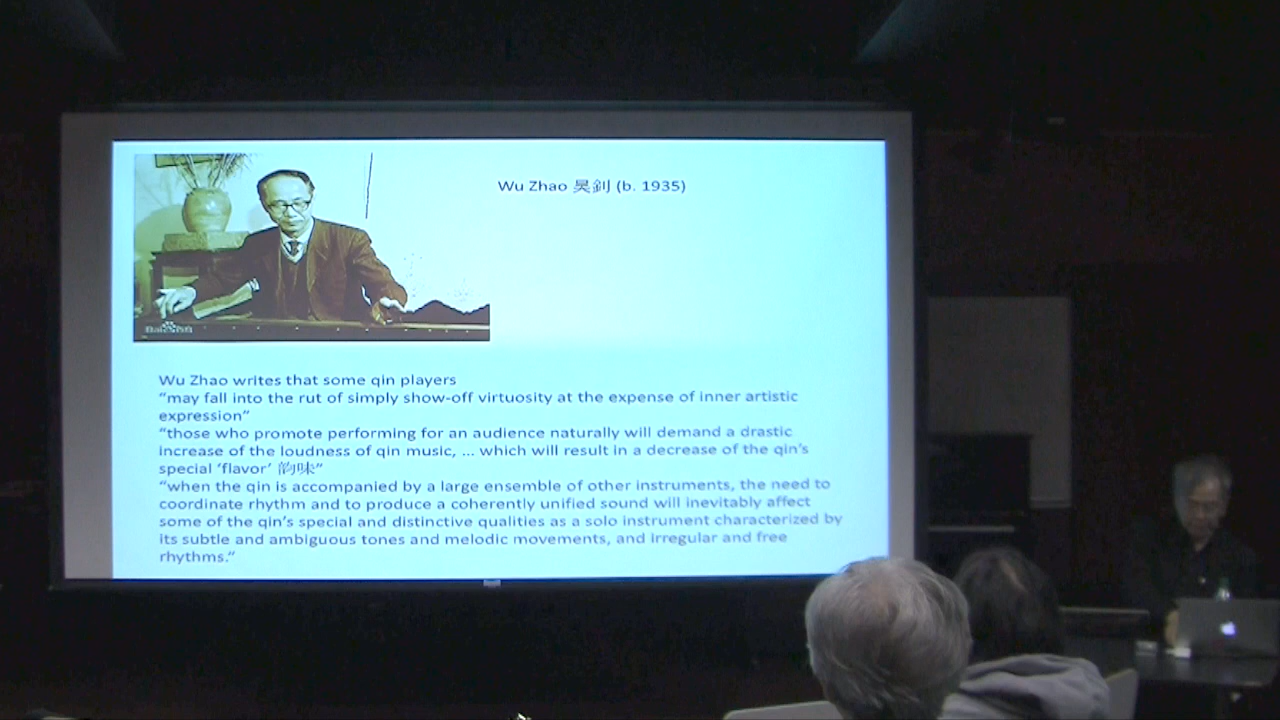 Wu Zhao 吴釗 (b. 1935)
Wu Zhao writes that some qin players
“may fall into the rut of simply show-off virtuosity at the expense of inner artistic
expression”
“those who promote performing for an audience naturally will demand a drastic
increase of the loudness of qin music, ... which will result in a decrease of the qin’s
special ‘flavor’ 韵味”
“when the qin is accompanied by a large ensemble of other instruments, the need to
coordinate rhythm and to produce a coherently unified sound will inevitably affect
some of the qin’s special and distinctive qualities as a solo instrument characterized by
its subtle and ambiguous tones and melodic movements, and irregular and free
rhythms.”